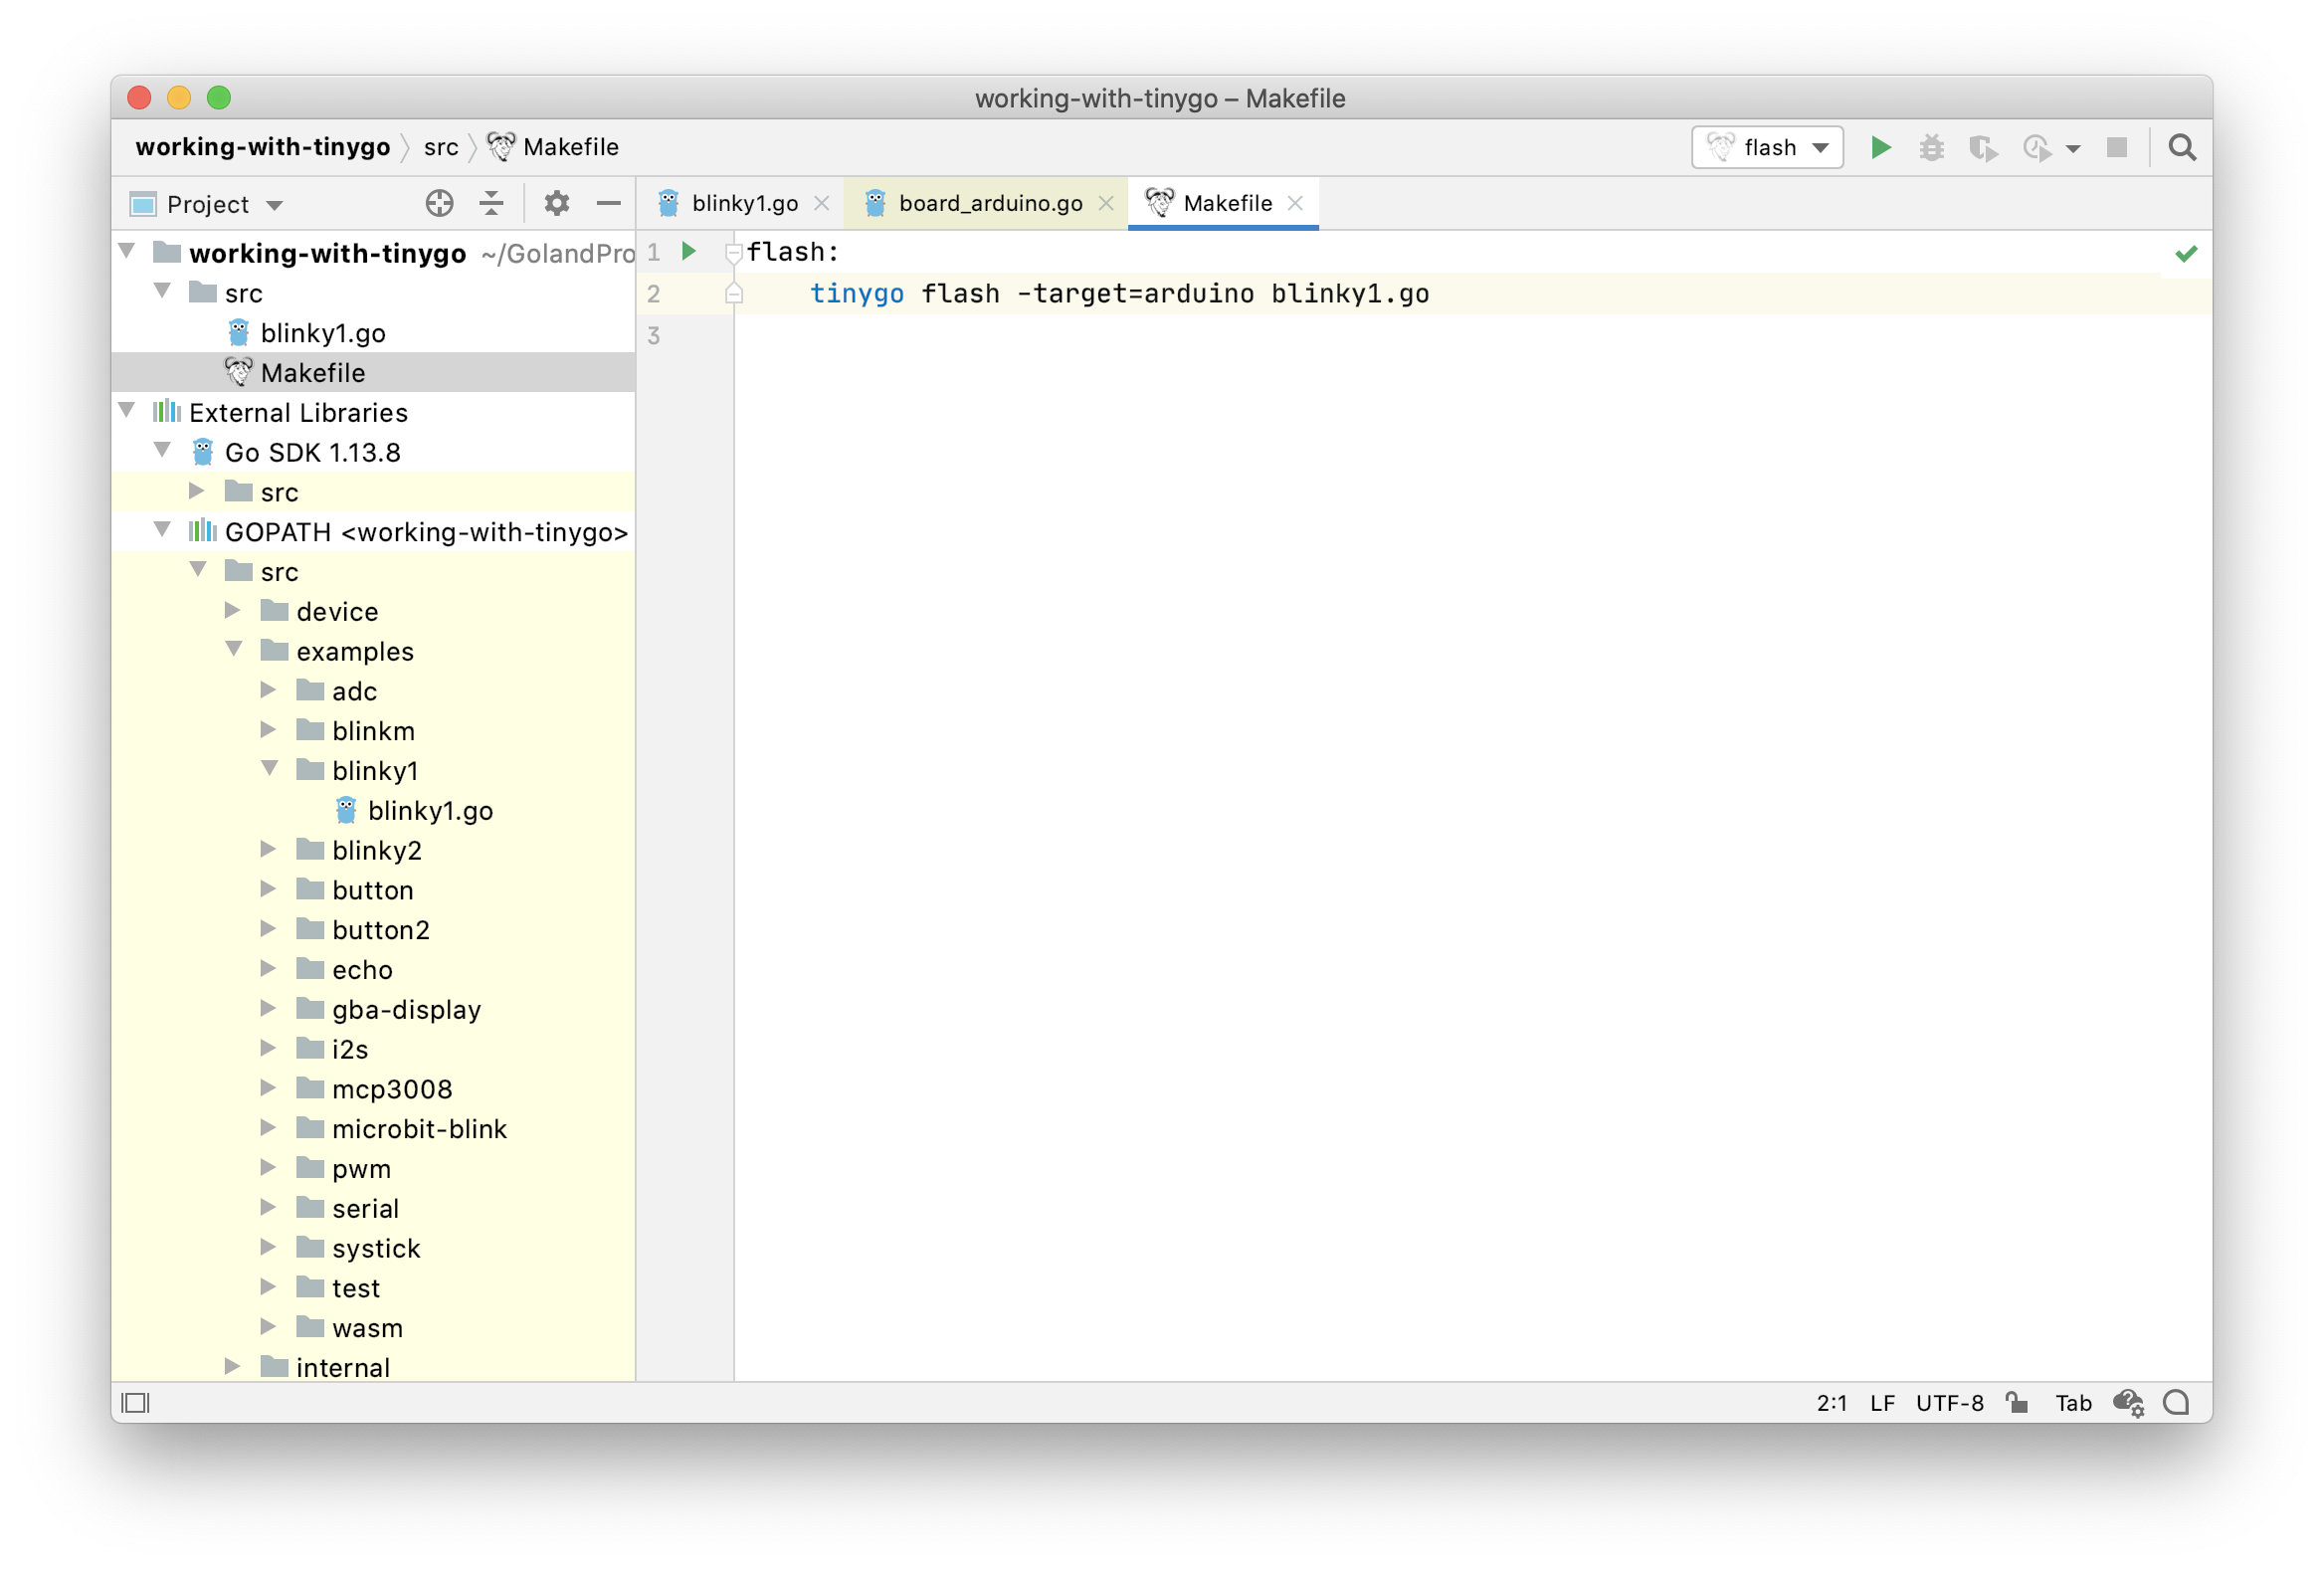 working-with-tinygo – Makefile
working-with-tinygo src Makefile
flash
Project
blinky1.go
board_arduino.go
Makefile
working-with-tinygo ~/GolandPro
src
blinky1.go
Makefile
External Libraries
Go SDK 1.13.8
src
GOPATH <working-with-tinygo>
src
device
examples
adc
blinkm
blinky1
blinky1.go
blinky2
button
button2
echo
gba-display
i2s
mcp3008
microbit-blink
pwm
serial
systick
test
wasm
internal
1 flash:
2 tinygo flash -target=arduino blinky1.go
3
2:1 LF UTF-8 Tab